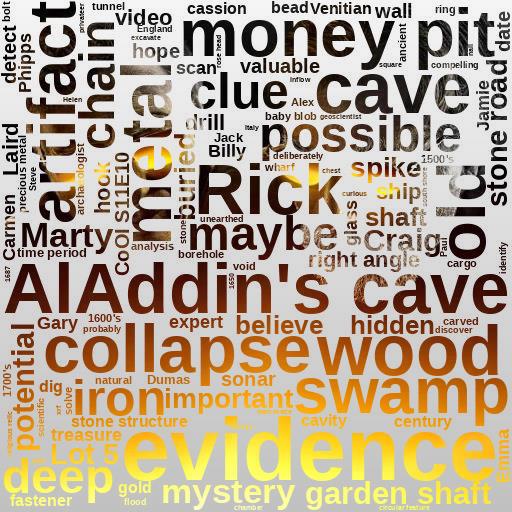 bolt
privateer
tunnel
cassion
bead
Venitian
wall
ring
date
video
England
excavate
hope
money pit
ancient
nail
detect
Phipps
artifact
chain
scan
rose head
valuable
square
compelling
clue
inflow
Alex
cave
Jamie
stone road
Helen
metal
drill
baby blob
geoscientist
Jack
Italy
possible
Billy
deliberately
Laird
precious metal
Steve
archaeologist
hook
buried
wharf
chest
spike
1500's
Carmen
cool
S11E10
Rick
curious
ship
south shore
old
stone
unearthed
glass
shaft
Marty
maybe
Craig
Paul
time period
analysis
borehole
right angle
cargo
identify
void
1687
1650
AlAddin's cave
Gary
1600's
probably
expert
believe
hidden
carved
discover
potential
collapse
wood
1700's
dig
natural
Dumas
sonar
swamp
scientific
solve
iron
important
stone structure
cavity
century
treasure
Lot 5
evidence
Emma
deep
gold
fastener
flood
mystery
garden shaft
chamber
circular feature